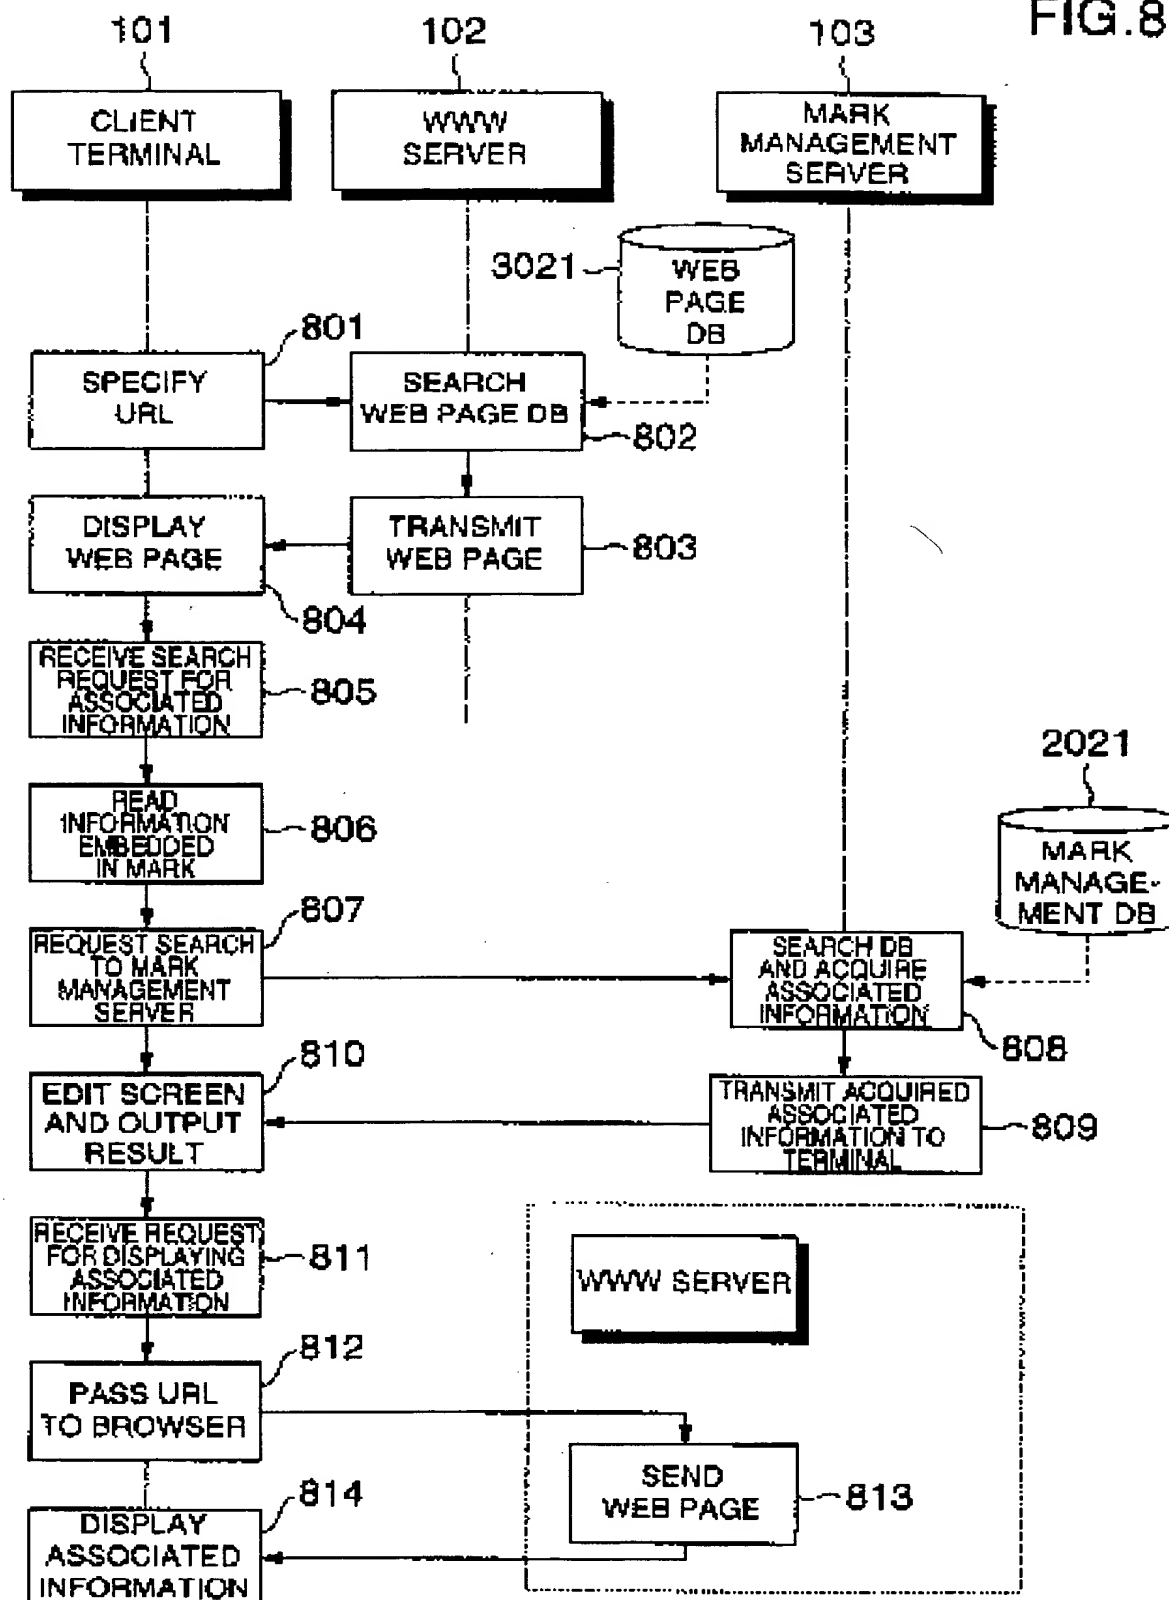 FIG.8
101
102
103
CLIENT
TERMINAL
WWW
SERVER
MARK
MANAGEMENT
SERVER
3021
WEB
PAGE
DB
801
SPECIFY
URL
SEARCH
WEB PAGE DB
802
DISPLAY
WEB PAGE
TRANSMIT
WEB PAGE
803
804
RECEIVE SEARCH
REQUEST FOR
ASSOCIATED
INFORMATION
805
2021
READ
INFORMATION
EMBEDDED
IN MARK
806
MARK
MANAGE-
MENT DB
807
REQUEST SEARCH
TO MARK
MANAGEMENT
SERVER
SEARCH DB
AND ACQUIRE
ASSOCIATED
INFORMATION
808
810
EDIT SCREEN
AND OUTPUT
RESULT
TRANSMIT ACQUIRED
ASSOCIATED
INFORMATION TO
TERMINAL
809
RECEIVE REQUEST
FOR DISPLAYING
ASSOCIATED
INFORMATION
811
WWW SERVER
812
PASS URL
TO BROWSER
SEND
WEB PAGE
813
814
DISPLAY
ASSOCIATED
INFORMATION